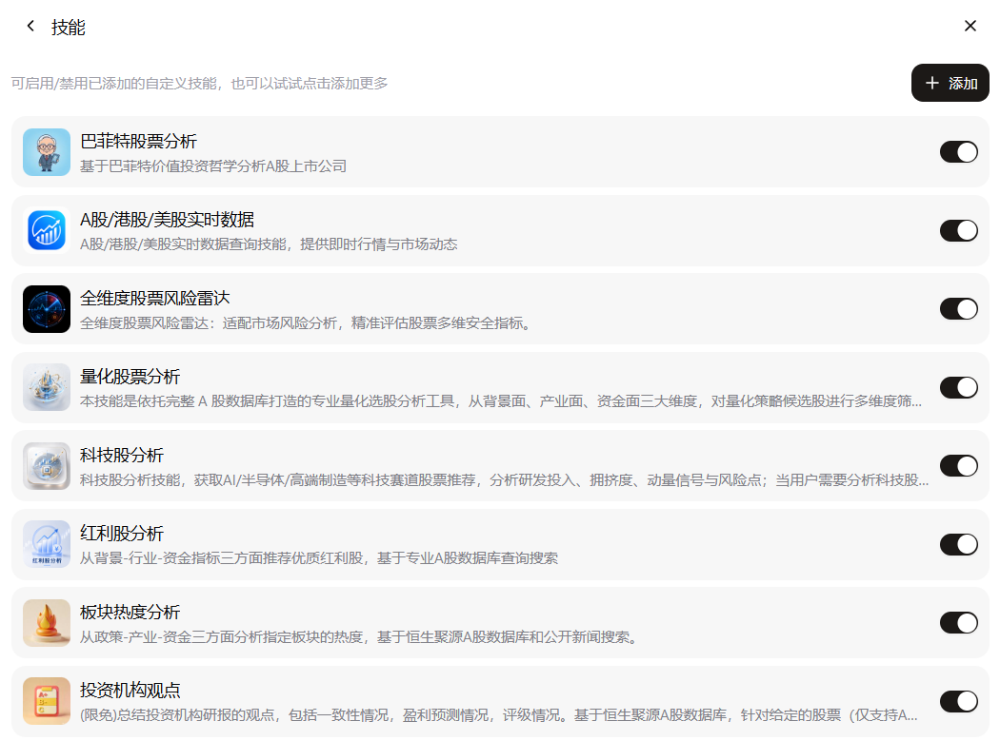 技能
可启用/禁用已添加的自定义技能，也可以试试点击添加更多
添加
巴菲特股票分析
基于巴菲特价值投资哲学分析A股上市公司
A股/港股/美股实时数据
A股/港股/美股实时数据查询技能，提供即时行情与市场动态
全维度股票风险雷达
全维度股票风险雷达：适配市场风险分析，精准评估股票多维安全指标。
量化股票分析
本技能是依托完整 A 股数据库打造的专业量化选股分析工具，从背景面、产业面、资金面三大维度，对量化策略候选股进行多维度筛...
科技股分析
科技股分析技能，获取AI/半导体/高端制造等科技赛道股票推荐，分析研发投入、拥挤度、动量信号与风险点；当用户需要分析科技股...
红利股分析
红利股分析
从背景-行业-资金指标三方面推荐优质红利股，基于专业A股数据库查询搜索
板块热度分析
从政策-产业-资金三方面分析指定板块的热度，基于恒生聚源A股数据库和公开新闻搜索。
投资机构观点
(限免)总结投资机构研报的观点，包括一致性情况，盈利预测情况，评级情况。基于恒生聚源A股数据库，针对给定的股票（仅支持A...